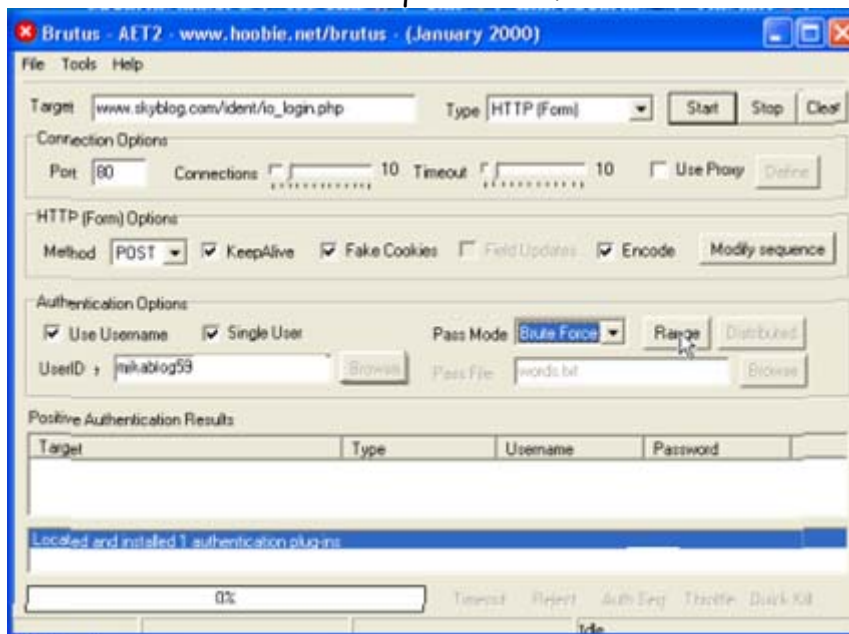 Brutus - AET2 - www.hoobie.net/brutus - (January 2000)
File Tools Help
Target www.skyblog.com/ident/io_login.php Type HTTP (Form) Start Stop Clear
Connection Options
Port 80 Connections 10 Timeout 10 Use Proxy Define
HTTP (Form) Options
Method POST KeepAlive Fake Cookies Field Updates Encode Modify sequence
Authentication Options
Use Username Single User Pass Mode Brute Force Range Distributed
UserID mikablog59 Browse Pass File words.txt Browse
Positive Authentication Results
Target Type Username Password
Located and installed 1 authentication plug-ins
0% Timeout Reject Auth Seq Throttle Quick Kill
Idle